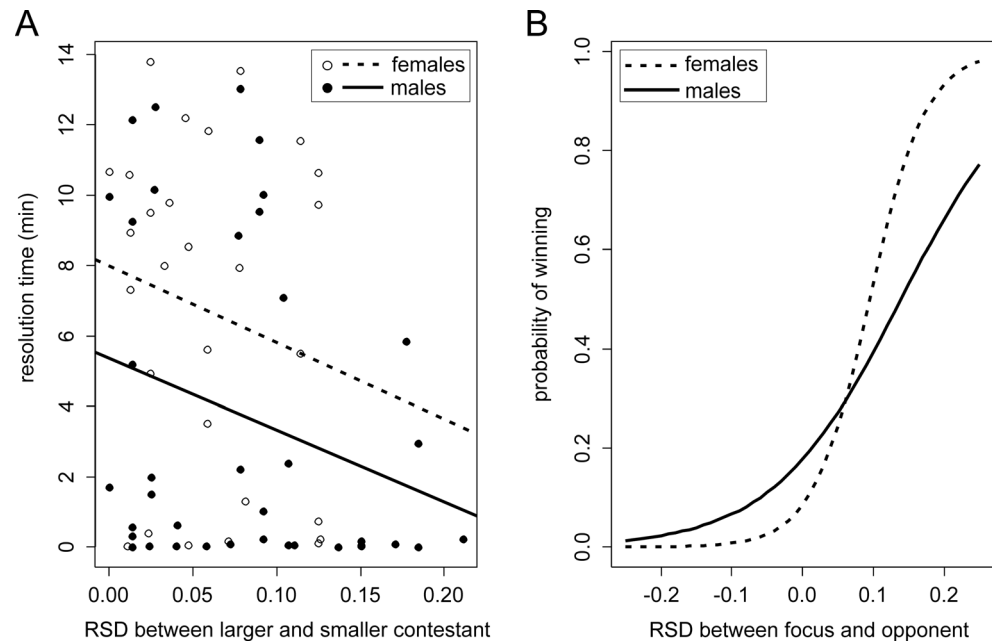 A
14
12
10
8
6
4
2
0
resolution time (min)
females
males
0.00 0.05 0.10 0.15 0.20
RSD between larger and smaller contestant
B
1.0
0.8
0.6
0.4
0.2
0.0
probability of winning
females
males
-0.2 -0.1 0.0 0.1 0.2
RSD between focus and opponent